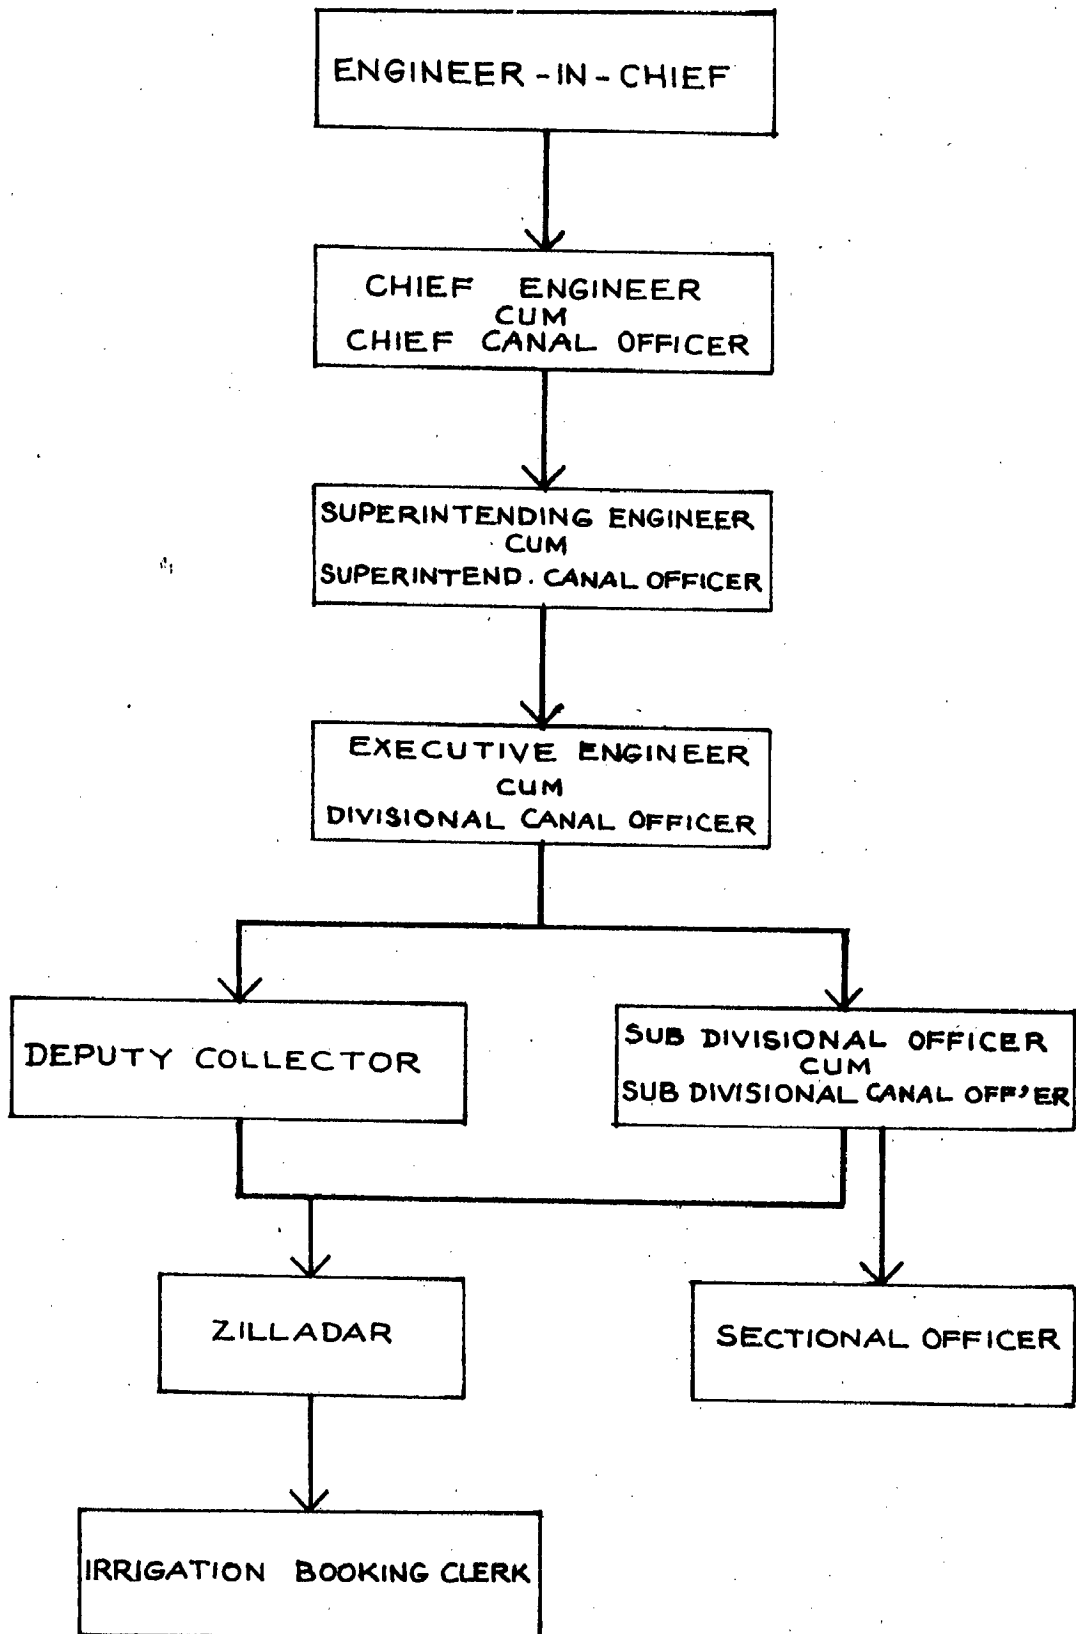 ENGINEER-IN-CHIEF
CHIEF ENGINEER
CUM
CHIEF CANAL OFFICER
SUPERINTENDING ENGINEER
CUM
SUPERINTEND. CANAL OFFICER
EXECUTIVE ENGINEER
CUM
DIVISIONAL CANAL OFFICER
DEPUTY COLLECTOR
SUB DIVISIONAL OFFICER
CUM
SUB DIVISIONAL CANAL OFF'ER
ZILLADAR
SECTIONAL OFFICER
IRRIGATION BOOKING CLERK